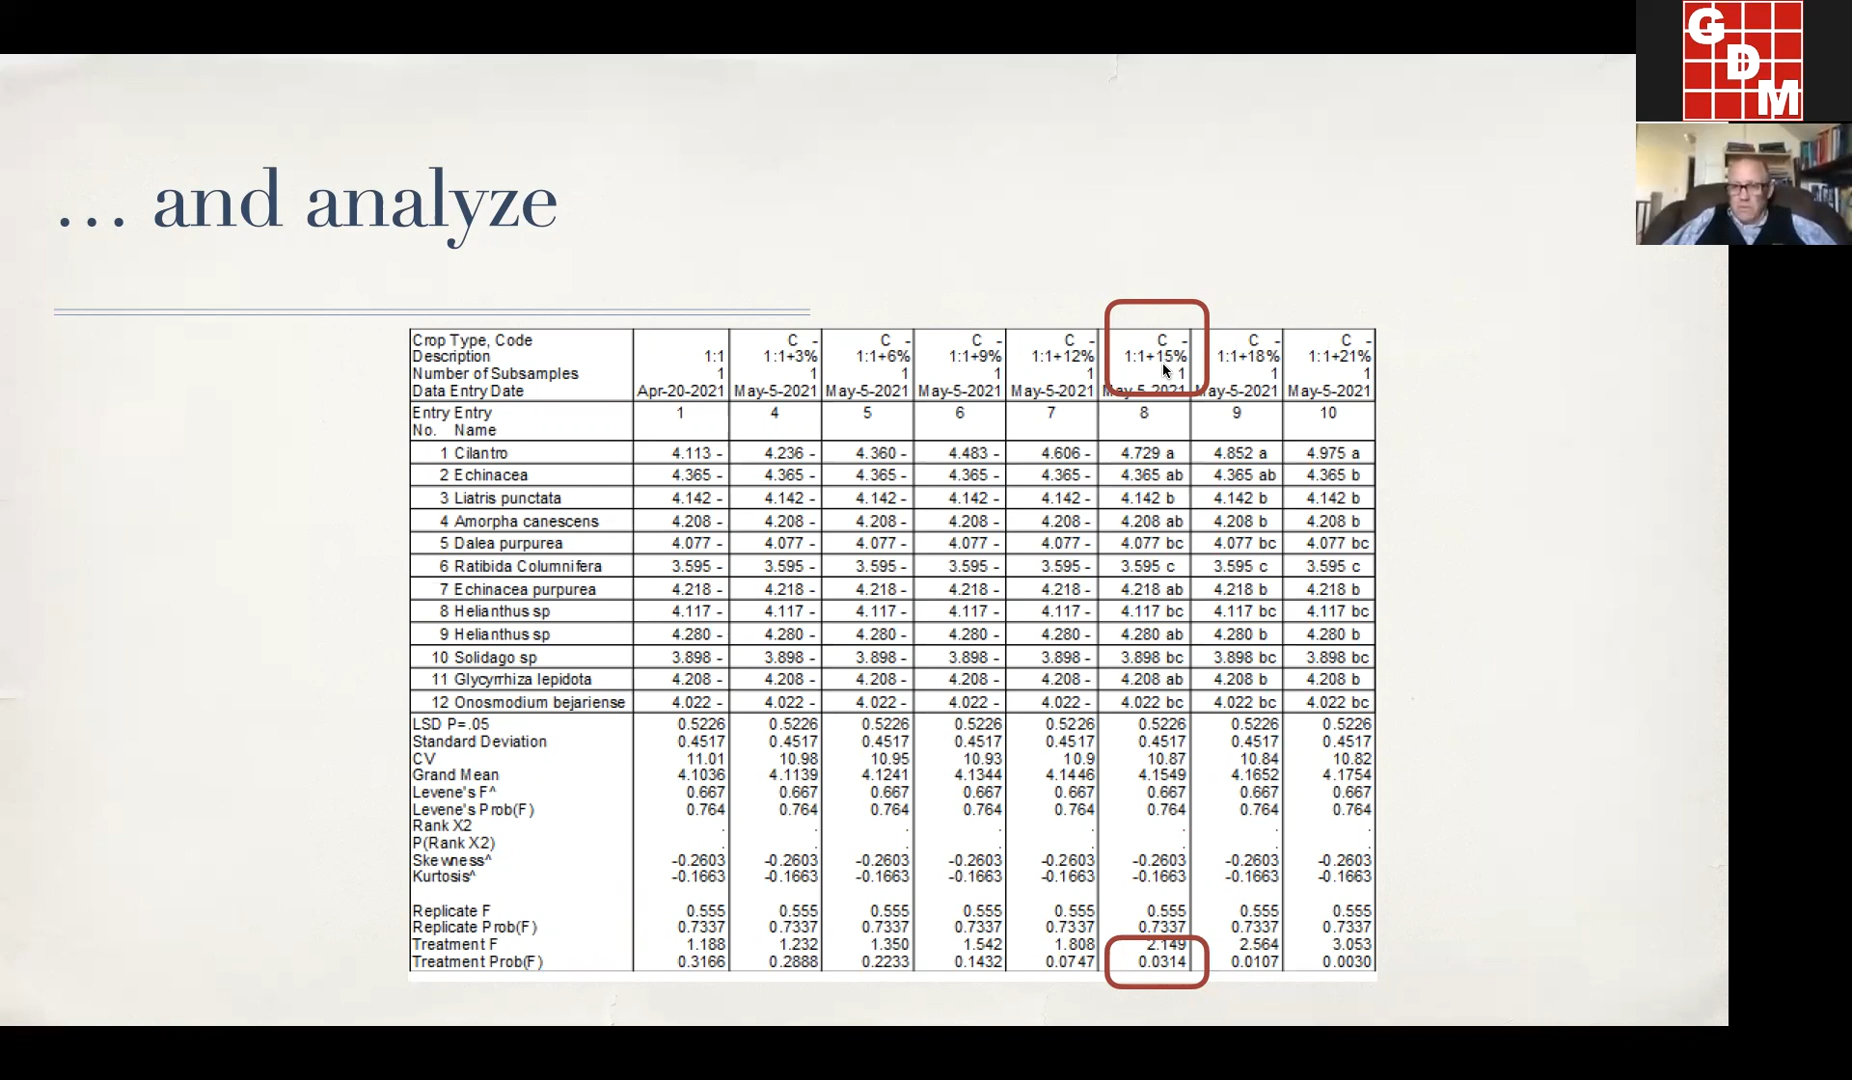 GDM
… and analyze
Crop Type, Code C - C - C - C - C - C - C -
Description 1:1 1:1+3% 1:1+6% 1:1+9% 1:1+12% 1:1+15% 1:1+18% 1:1+21%
Number of Subsamples 1 1 1 1 1 1 1 1
Data Entry Date Apr-20-2021 May-5-2021 May-5-2021 May-5-2021 May-5-2021 May-5-2021 May-5-2021 May-5-2021
Entry Entry 1 4 5 6 7 8 9 10
No. Name
1 Cilantro 4.113 - 4.236 - 4.360 - 4.483 - 4.606 - 4.729 a 4.852 a 4.975 a
2 Echinacea 4.365 - 4.365 - 4.365 - 4.365 - 4.365 - 4.365 ab 4.365 ab 4.365 b
3 Liatris punctata 4.142 - 4.142 - 4.142 - 4.142 - 4.142 - 4.142 b 4.142 b 4.142 b
4 Amorpha canescens 4.208 - 4.208 - 4.208 - 4.208 - 4.208 - 4.208 ab 4.208 b 4.208 b
5 Dalea purpurea 4.077 - 4.077 - 4.077 - 4.077 - 4.077 - 4.077 bc 4.077 bc 4.077 bc
6 Ratibida Columnifera 3.595 - 3.595 - 3.595 - 3.595 - 3.595 - 3.595 c 3.595 c 3.595 c
7 Echinacea purpurea 4.218 - 4.218 - 4.218 - 4.218 - 4.218 - 4.218 ab 4.218 b 4.218 b
8 Helianthus sp 4.117 - 4.117 - 4.117 - 4.117 - 4.117 - 4.117 bc 4.117 bc 4.117 bc
9 Helianthus sp 4.280 - 4.280 - 4.280 - 4.280 - 4.280 - 4.280 ab 4.280 b 4.280 b
10 Solidago sp 3.898 - 3.898 - 3.898 - 3.898 - 3.898 - 3.898 bc 3.898 bc 3.898 bc
11 Glycyrrhiza lepidota 4.208 - 4.208 - 4.208 - 4.208 - 4.208 - 4.208 ab 4.208 b 4.208 b
12 Onosmodium bejariense 4.022 - 4.022 - 4.022 - 4.022 - 4.022 - 4.022 bc 4.022 bc 4.022 bc
LSD P=.05 0.5226 0.5226 0.5226 0.5226 0.5226 0.5226 0.5226 0.5226
Standard Deviation 0.4517 0.4517 0.4517 0.4517 0.4517 0.4517 0.4517 0.4517
CV 11.01 10.98 10.95 10.93 10.9 10.87 10.84 10.82
Grand Mean 4.1036 4.1139 4.1241 4.1344 4.1446 4.1549 4.1652 4.1754
Levene's F^ 0.667 0.667 0.667 0.667 0.667 0.667 0.667 0.667
Levene's Prob(F) 0.764 0.764 0.764 0.764 0.764 0.764 0.764 0.764
Rank X2 . . . . . . . .
P(Rank X2) . . . . . . . .
Skewness^ -0.2603 -0.2603 -0.2603 -0.2603 -0.2603 -0.2603 -0.2603 -0.2603
Kurtosis^ -0.1663 -0.1663 -0.1663 -0.1663 -0.1663 -0.1663 -0.1663 -0.1663
Replicate F 0.555 0.555 0.555 0.555 0.555 0.555 0.555 0.555
Replicate Prob(F) 0.7337 0.7337 0.7337 0.7337 0.7337 0.7337 0.7337 0.7337
Treatment F 1.188 1.232 1.350 1.542 1.808 2.149 2.564 3.053
Treatment Prob(F) 0.3166 0.2888 0.2233 0.1432 0.0747 0.0314 0.0107 0.0030